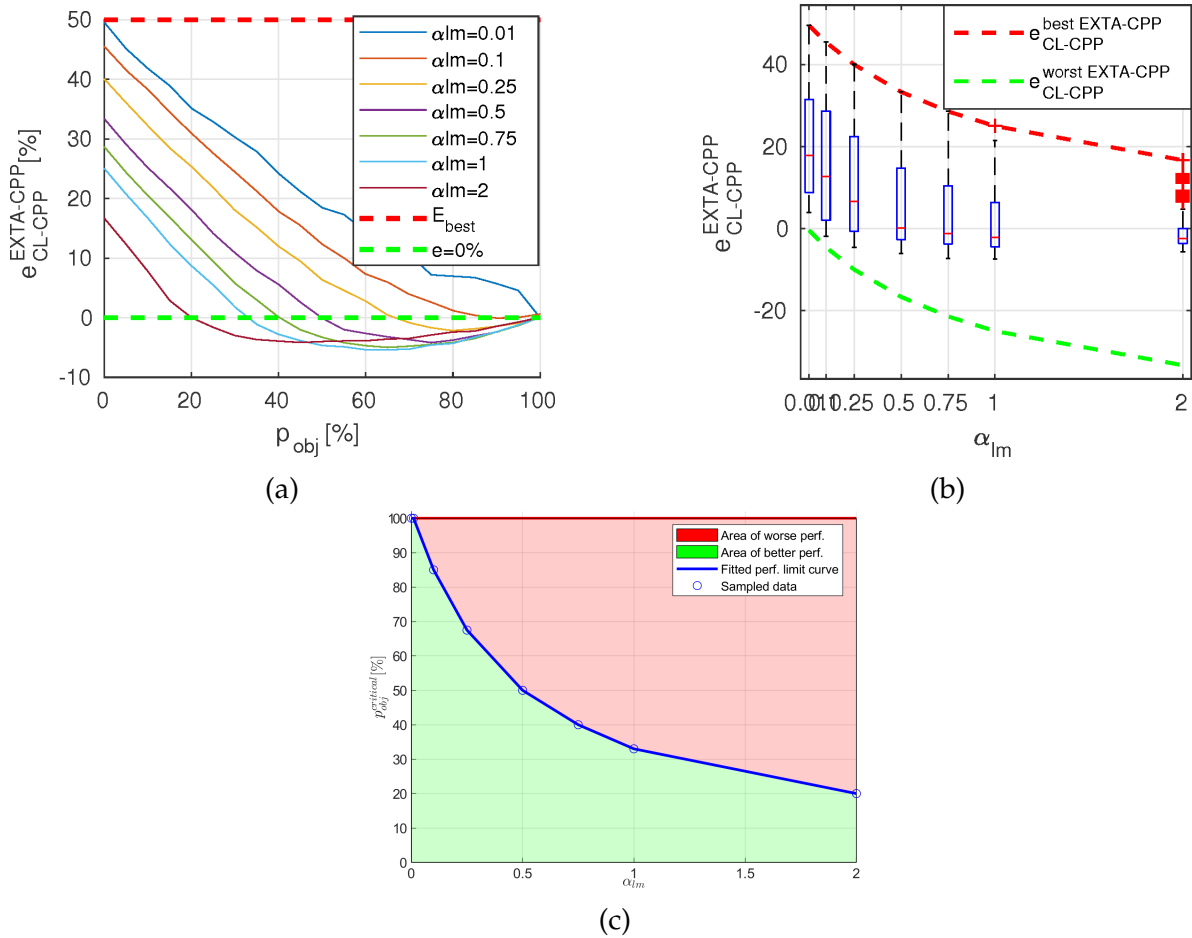 50
40
30
20
10
0
-10
0
20
40
60
80
100
e EXTA-CPP CL-CPP [%]
p obj [%]
αlm=0.01
αlm=0.1
αlm=0.25
αlm=0.5
αlm=0.75
αlm=1
αlm=2
E best
e=0%
(a)
40
20
0
-20
e EXTA-CPP CL-CPP
e best EXTA-CPP CL-CPP
e worst EXTA-CPP CL-CPP
0.01
0.1
0.25
0.5
0.75
1
2
α lm
(b)
100
90
80
70
60
50
40
30
20
10
0
p critical obj [%]
Area of worse perf.
Area of better perf.
Fitted perf. limit curve
Sampled data
0
0.5
1
1.5
2
α lm
(c)